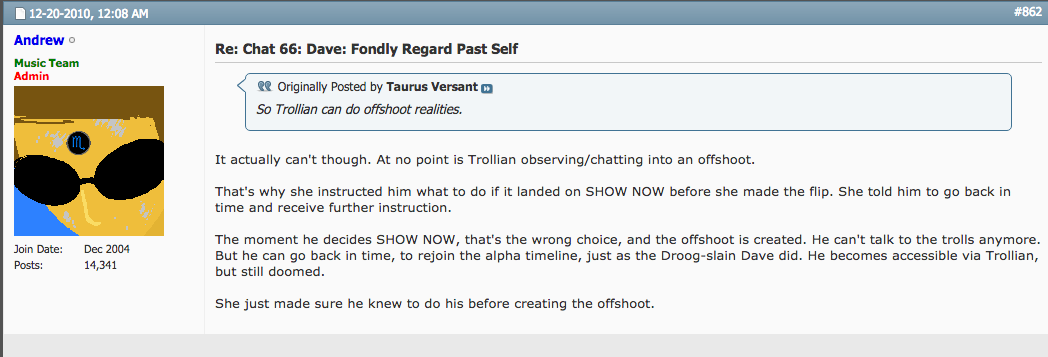 12-20-2010, 12:08 AM
#862
Andrew
Music Team
Admin
♏
Join Date: Dec 2004
Posts: 14,341
Re: Chat 66: Dave: Fondly Regard Past Self
Originally Posted by Taurus Versant
So Trollian can do offshoot realities.
It actually can't though. At no point is Trollian observing/chatting into an offshoot.
That's why she instructed him what to do if it landed on SHOW NOW before she made the flip. She told him to go back in
time and receive further instruction.
The moment he decides SHOW NOW, that's the wrong choice, and the offshoot is created. He can't talk to the trolls anymore.
But he can go back in time, to rejoin the alpha timeline, just as the Droog-slain Dave did. He becomes accessible via Trollian,
but still doomed.
She just made sure he knew to do his before creating the offshoot.